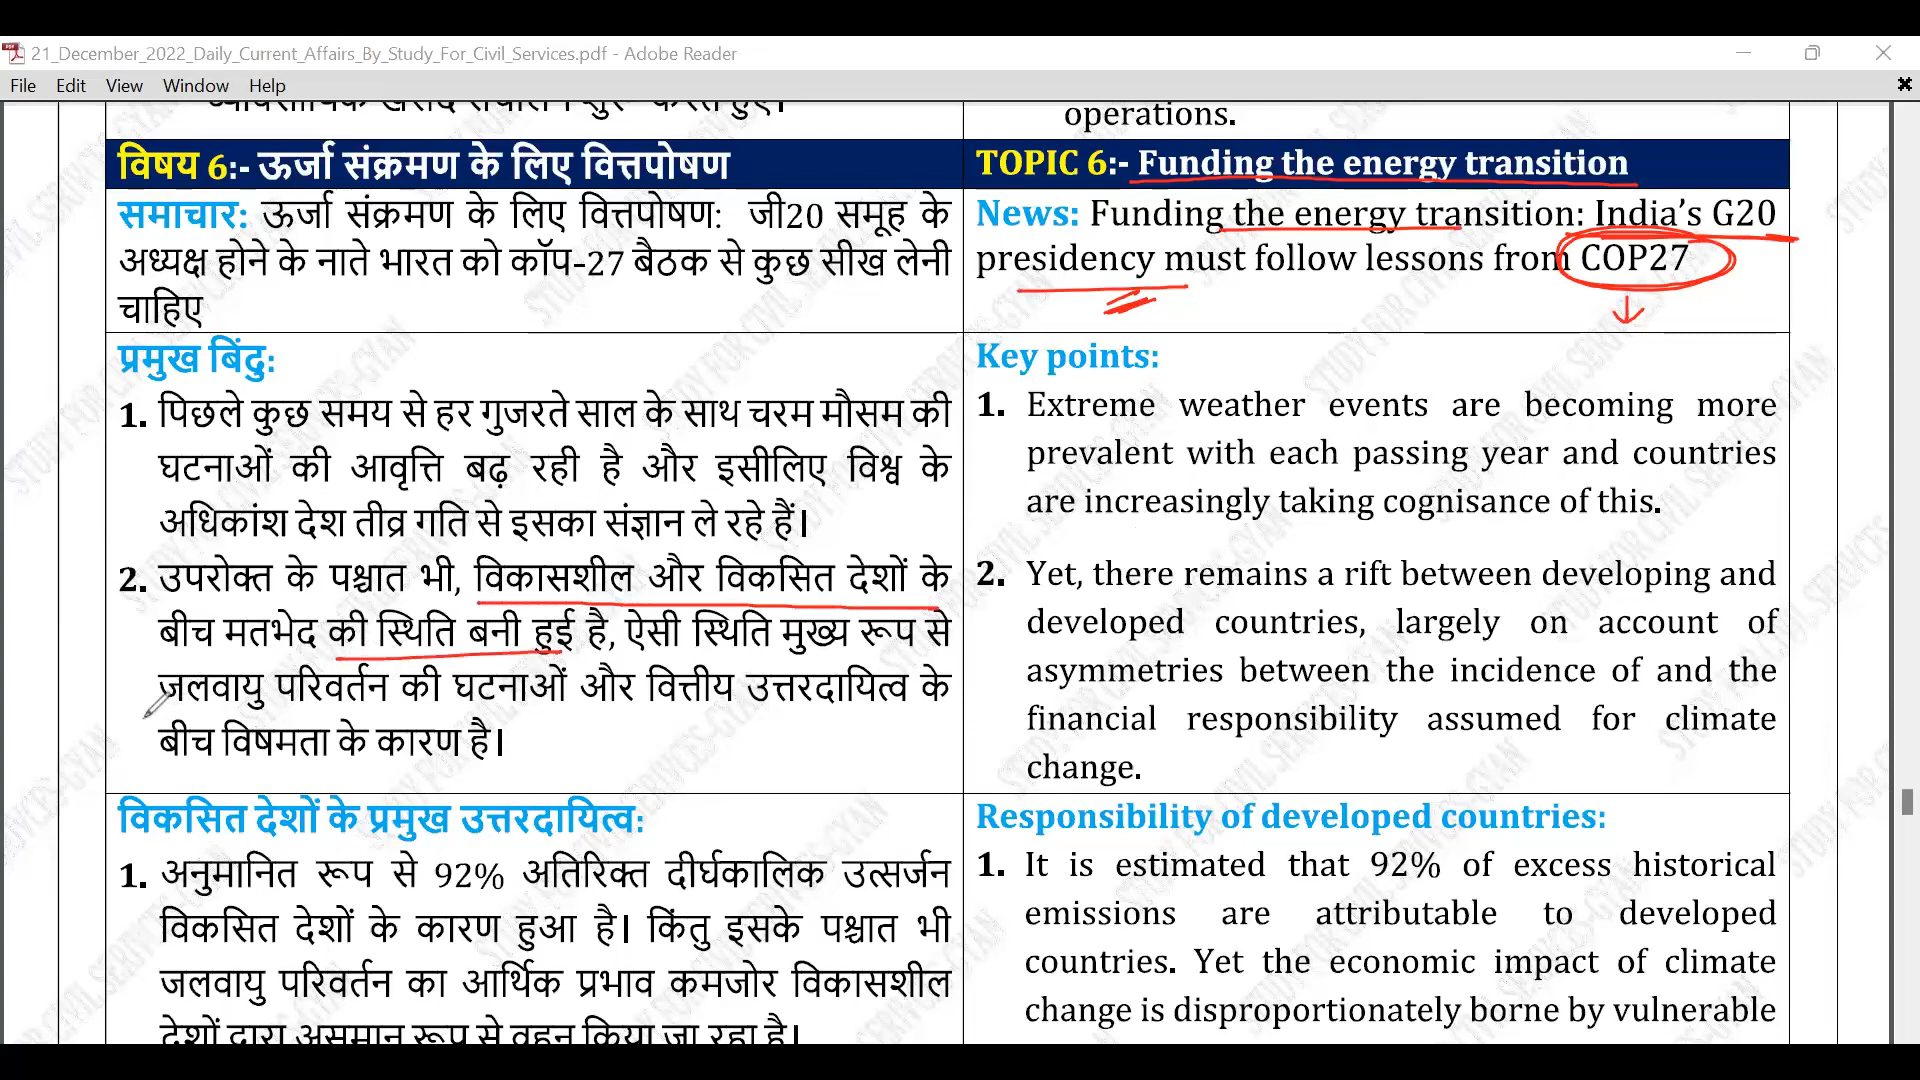 21_December_2022_Daily_Current_Affairs_By_Study_For_Civil_Services.pdf - Adobe Reader
File Edit View Window Help
operations.
विषय 6:- ऊर्जा संक्रमण के लिए वित्तपोषण
समाचार: ऊर्जा संक्रमण के लिए वित्तपोषण: जी20 समूह के
अध्यक्ष होने के नाते भारत को कॉप-27 बैठक से कुछ सीख लेनी
चाहिए
प्रमुख बिंदु:
1. पिछले कुछ समय से हर गुजरते साल के साथ चरम मौसम की
घटनाओं की आवृत्ति बढ़ रही है और इसीलिए विश्व के
अधिकांश देश तीव्र गति से इसका संज्ञान ले रहे हैं।
2. उपरोक्त के पश्चात भी, विकासशील और विकसित देशों के
बीच मतभेद की स्थिति बनी हुई है, ऐसी स्थिति मुख्य रूप से
जलवायु परिवर्तन की घटनाओं और वित्तीय उत्तरदायित्व के
बीच विषमता के कारण है।
विकसित देशों के प्रमुख उत्तरदायित्व:
1. अनुमानित रूप से 92% अतिरिक्त दीर्घकालिक उत्सर्जन
विकसित देशों के कारण हुआ है। किंतु इसके पश्चात भी
जलवायु परिवर्तन का आर्थिक प्रभाव कमजोर विकासशील
देशों द्वारा असमान रूप से वहन किया जा रहा है।
TOPIC 6:- Funding the energy transition
News: Funding the energy transition: India’s G20
presidency must follow lessons from COP27
Key points:
1. Extreme weather events are becoming more
prevalent with each passing year and countries
are increasingly taking cognisance of this.
2. Yet, there remains a rift between developing and
developed countries, largely on account of
asymmetries between the incidence of and the
financial responsibility assumed for climate
change.
Responsibility of developed countries:
1. It is estimated that 92% of excess historical
emissions are attributable to developed
countries. Yet the economic impact of climate
change is disproportionately borne by vulnerable